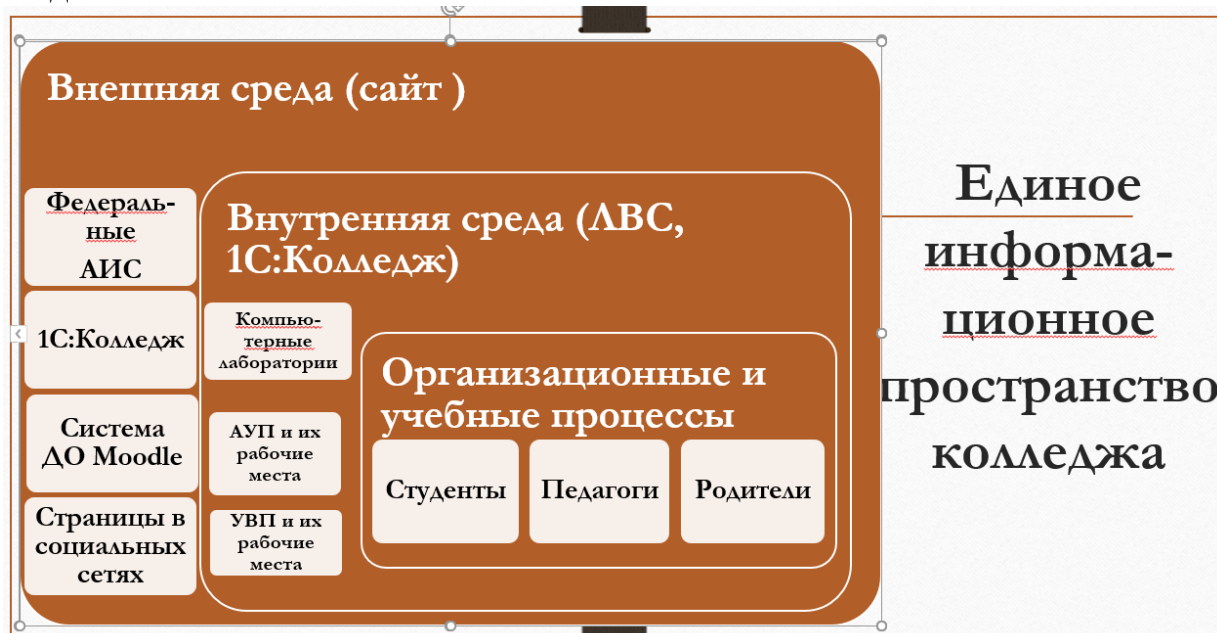 Внешняя среда (сайт )
Федераль-
ные
АИС
1С:Колледж
Система
ДО Moodle
Страницы в
социальных
сетях
Внутренняя среда (ЛВС,
1С:Колледж)
Компью-
терные
лаборатории
АУП и их
рабочие
места
УВП и их
рабочие
места
Организационные и
учебные процессы
Студенты
Педагоги
Родители
Единое
информа-
ционное
пространство
колледжа